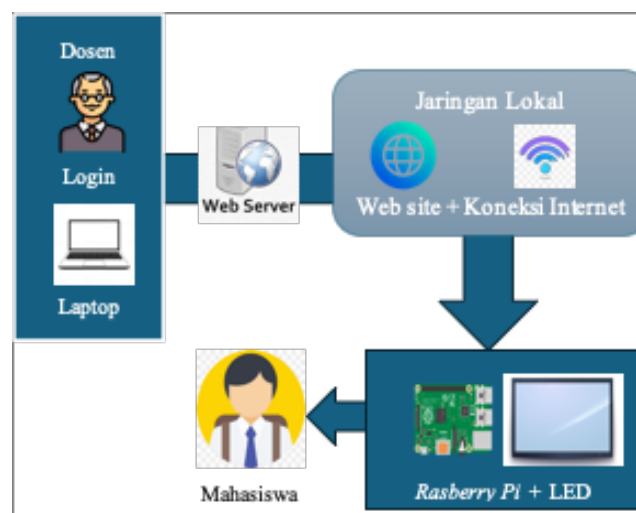 Dosen
Login
Laptop
Web Server
Jaringan Lokal
Web site + Koneksi Internet
Mahasiswa
Rasberry Pi + LED